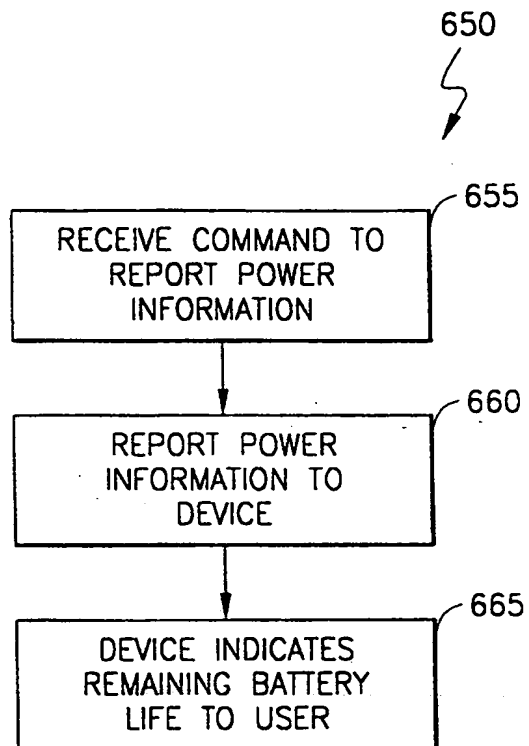 650
655
RECEIVE COMMAND TO
REPORT POWER
INFORMATION
660
REPORT POWER
INFORMATION TO
DEVICE
665
DEVICE INDICATES
REMAINING BATTERY
LIFE TO USER